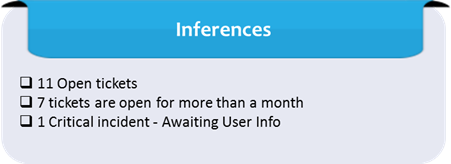 Inferences
❑ 11 Open tickets
❑ 7 tickets are open for more than a month
❑ 1 Critical incident - Awaiting User Info